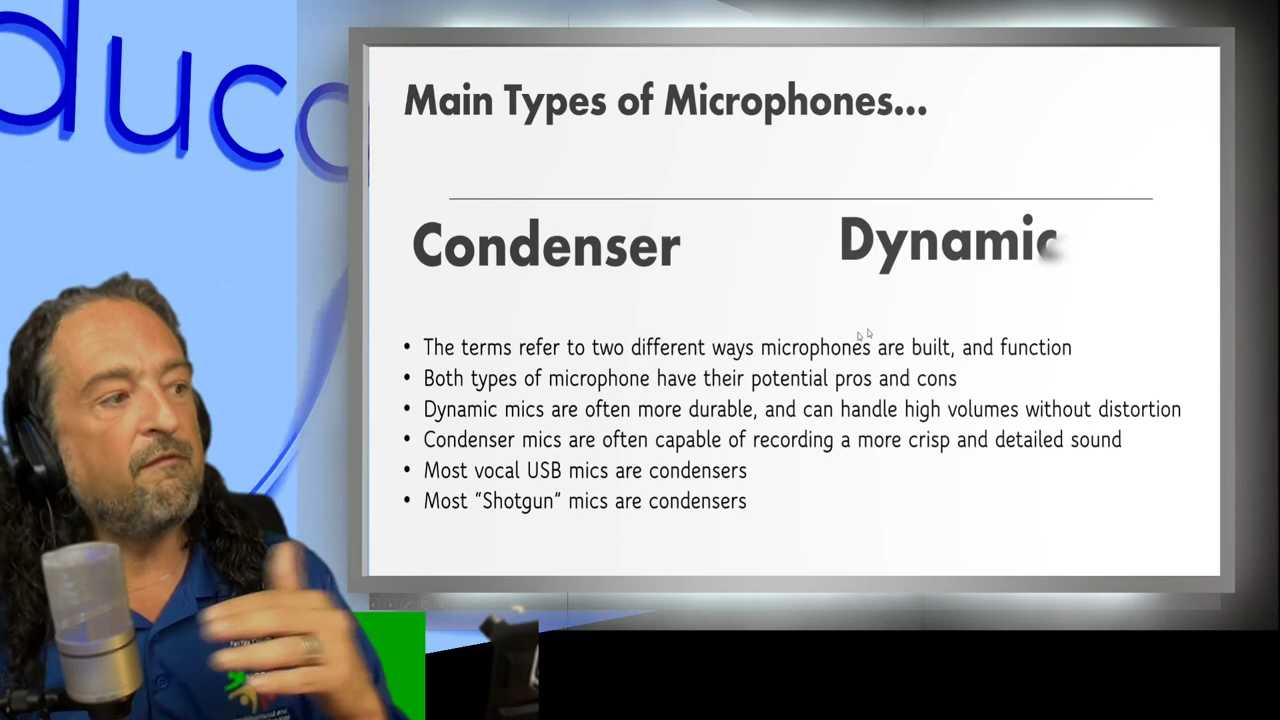 duca
Main Types of Microphones...
Condenser
Dynamic
• The terms refer to two different ways microphones are built, and function
• Both types of microphone have their potential pros and cons
• Dynamic mics are often more durable, and can handle high volumes without distortion
• Condenser mics are often capable of recording a more crisp and detailed sound
• Most vocal USB mics are condensers
• Most "Shotgun" mics are condensers